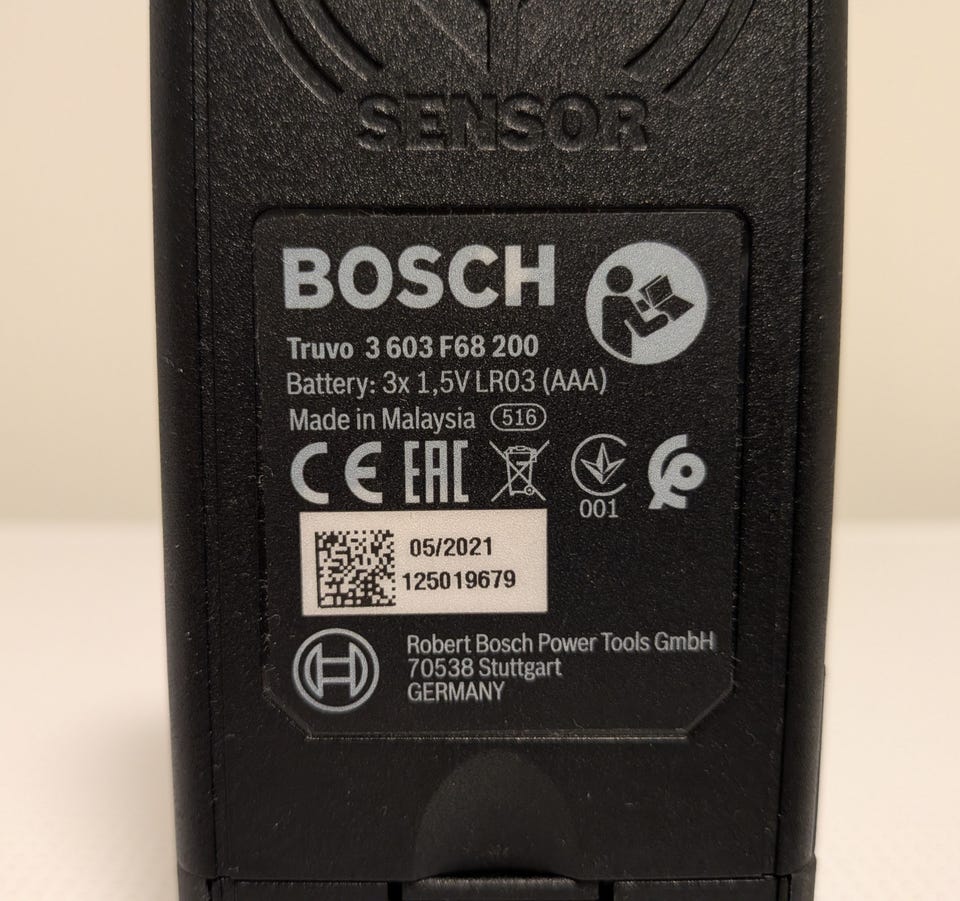 SENSOR
BOSCH
Truvo 3 603 F68 200
Battery: 3x 1,5V LR03 (AAA)
Made in Malaysia 516
CE EAC
001
05/2021
125019679
Robert Bosch Power Tools GmbH
70538 Stuttgart
GERMANY